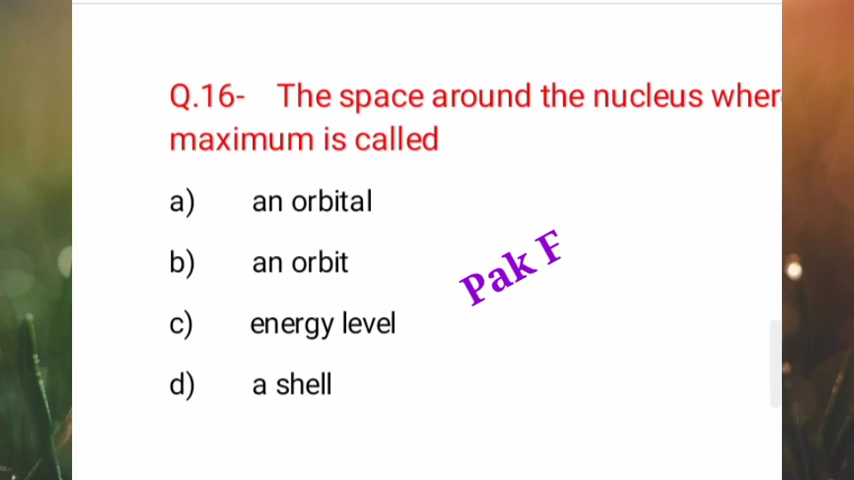 Q.16- The space around the nucleus wher
maximum is called
a) an orbital
b) an orbit
Pak F
c) energy level
d) a shell